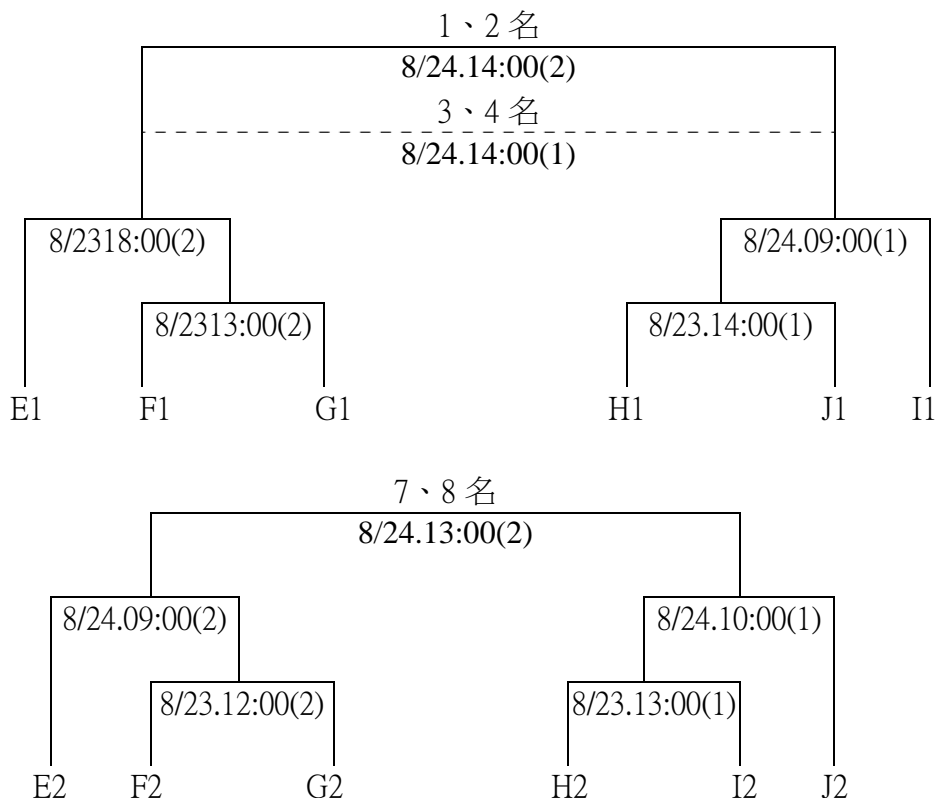 1、2 名
8/24.14:00(2)
3、4 名
8/24.14:00(1)
8/2318:00(2)
8/24.09:00(1)
8/2313:00(2)
8/23.14:00(1)
E1 F1 G1 H1 J1 I1
7、8 名
8/24.13:00(2)
8/24.09:00(2)
8/24.10:00(1)
8/23.12:00(2)
8/23.13:00(1)
E2 F2 G2 H2 I2 J2